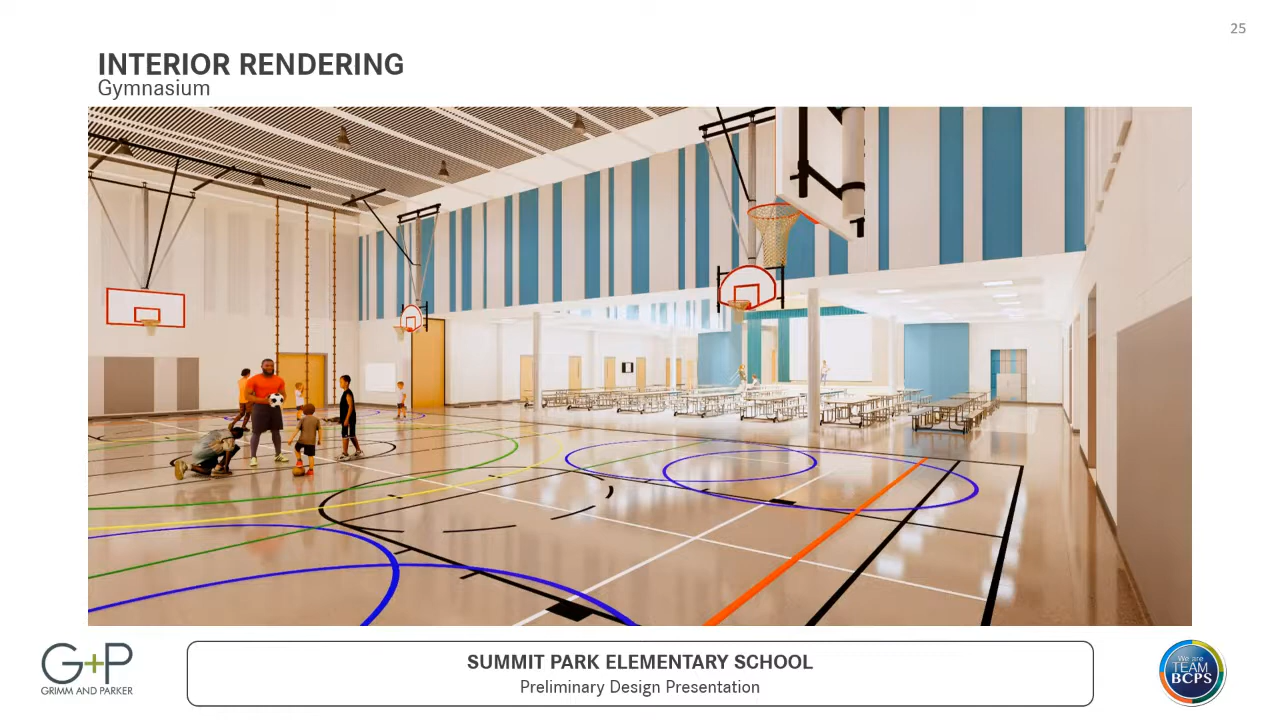 25
INTERIOR RENDERING
Gymnasium
G+P
GRIMM AND PARKER
SUMMIT PARK ELEMENTARY SCHOOL
Preliminary Design Presentation
We are
TEAM
BCPS